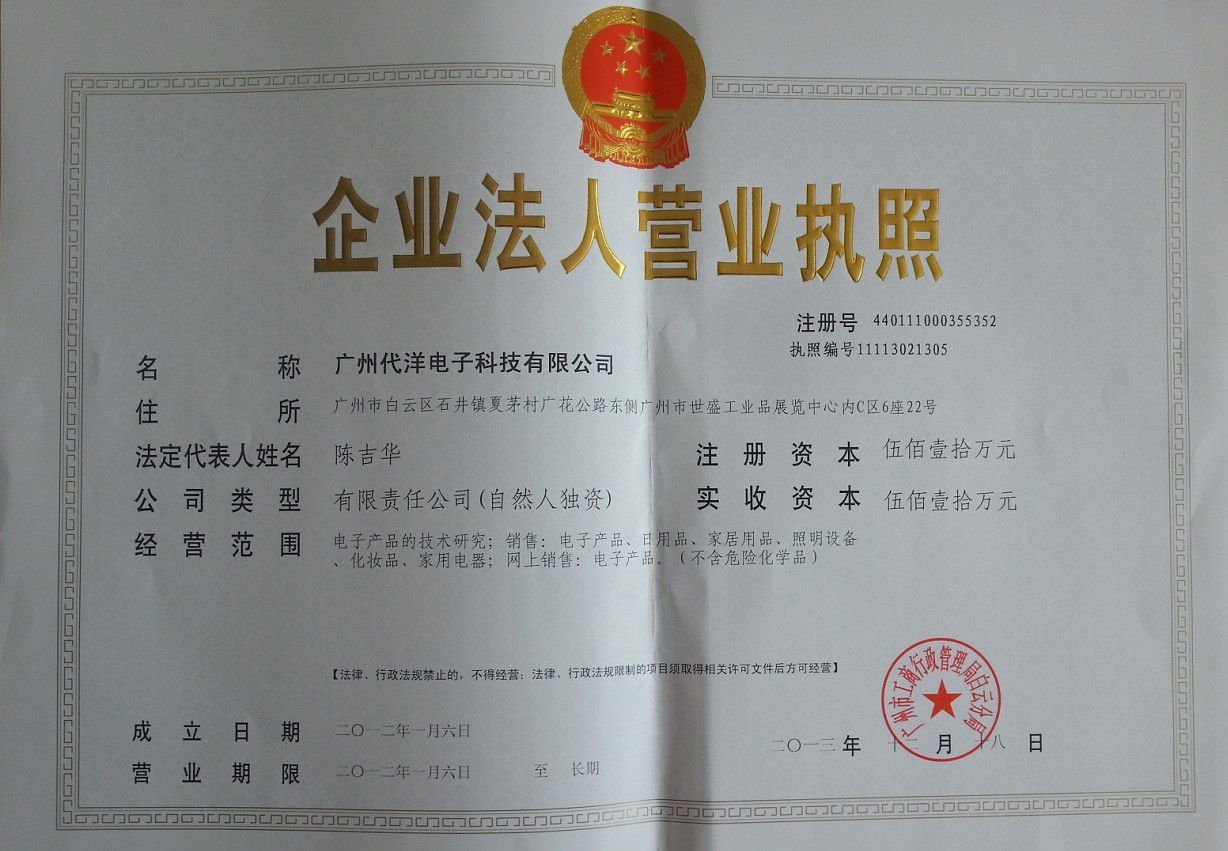 企业法人营业执照
注册号 440111000355352
执照编号11113021305
名称 广州代洋电子科技有限公司
住所 广州市白云区石井镇夏茅村广花公路东侧广州市世盛工业品展览中心内C区6座22号
法定代表人姓名 陈吉华 注册资本 伍佰壹拾万元
公司类型 有限责任公司(自然人独资) 实收资本 伍佰壹拾万元
经营范围 电子产品的技术研究；销售：电子产品、日用品、家居用品、照明设备
、化妆品、家用电器；网上销售：电子产品。（不含危险化学品）
【法律、行政法规禁止的，不得经营；法律、行政法规限制的项目须取得相关许可文件后方可经营】
广州市工商行政管理局白云分局
成立日期 二〇一二年一月六日
二〇一三年 十二月 十八日
营业期限 二〇一二年一月六日 至 长期